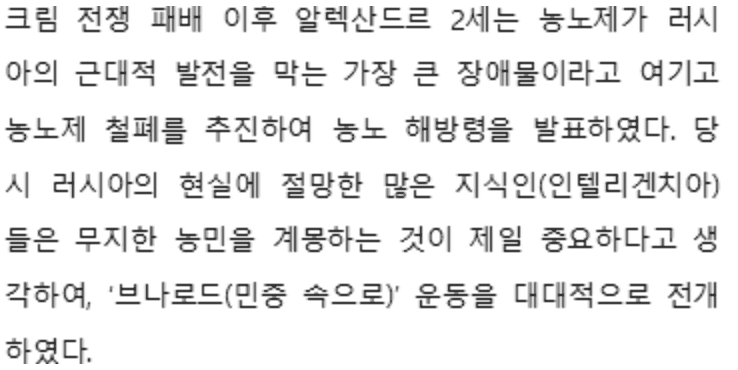 크림 전쟁 패배 이후 알렉산드르 2세는 농노제가 러시
아의 근대적 발전을 막는 가장 큰 장애물이라고 여기고
농노제 철폐를 추진하여 농노 해방령을 발표하였다. 당
시 러시아의 현실에 절망한 많은 지식인(인텔리겐치아)
들은 무지한 농민을 계몽하는 것이 제일 중요하다고 생
각하여, '브나로드(민중 속으로)' 운동을 대대적으로 전개
하였다.